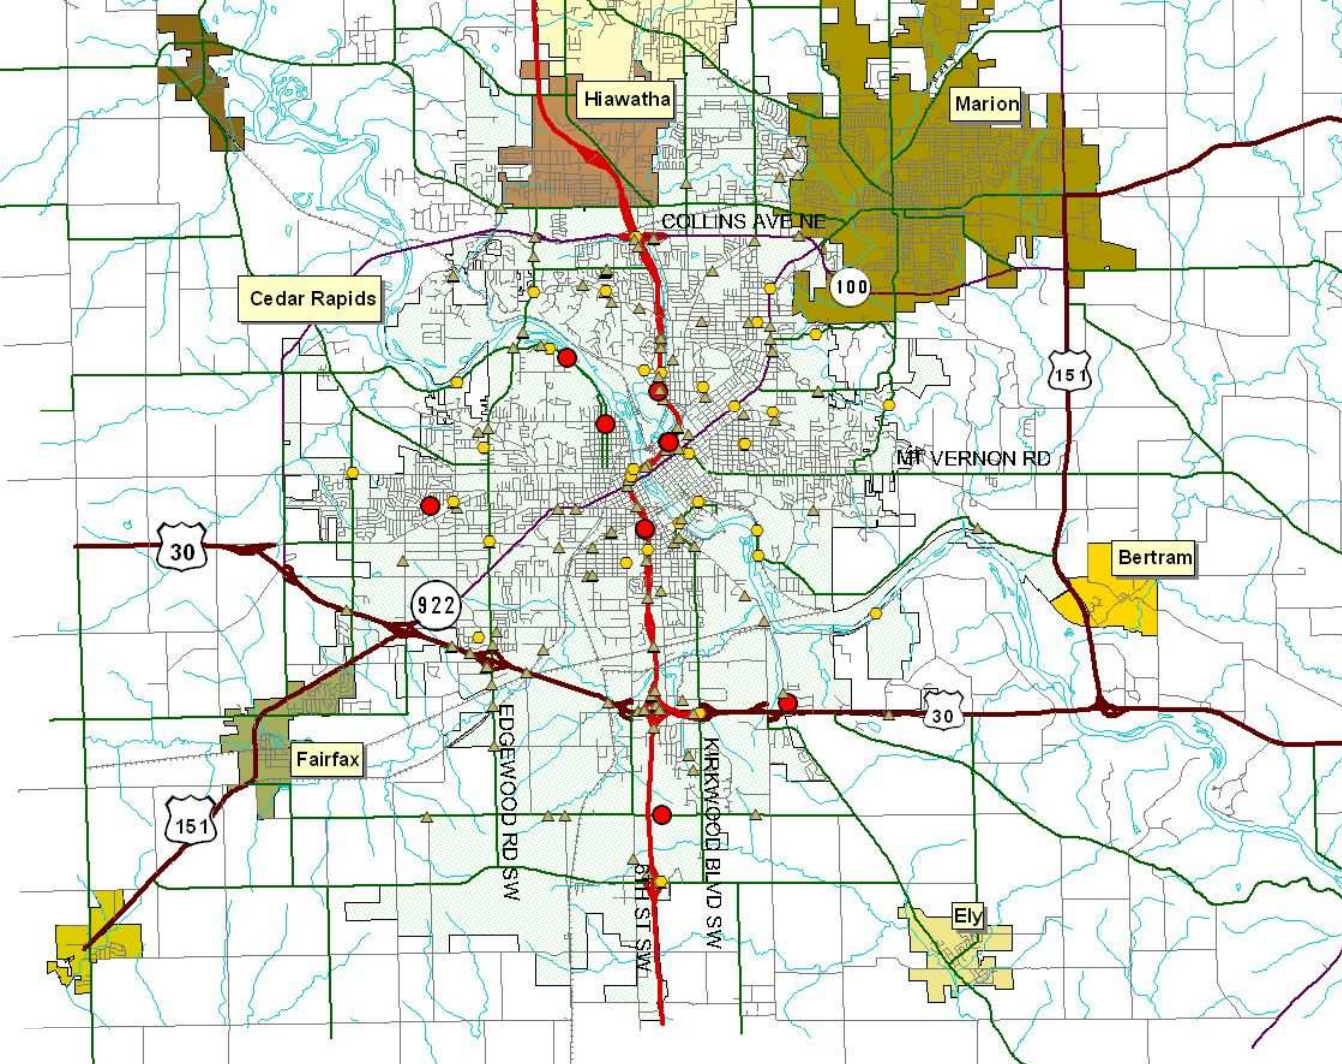 Hiawatha
Marion
COLLINS AVE NE
Cedar Rapids
100
151
MT VERNON RD
30
Bertram
922
30
EDGEWOOD RD SW
KIRKWOOD BLVD SW
Fairfax
151
6TH ST SW
Ely